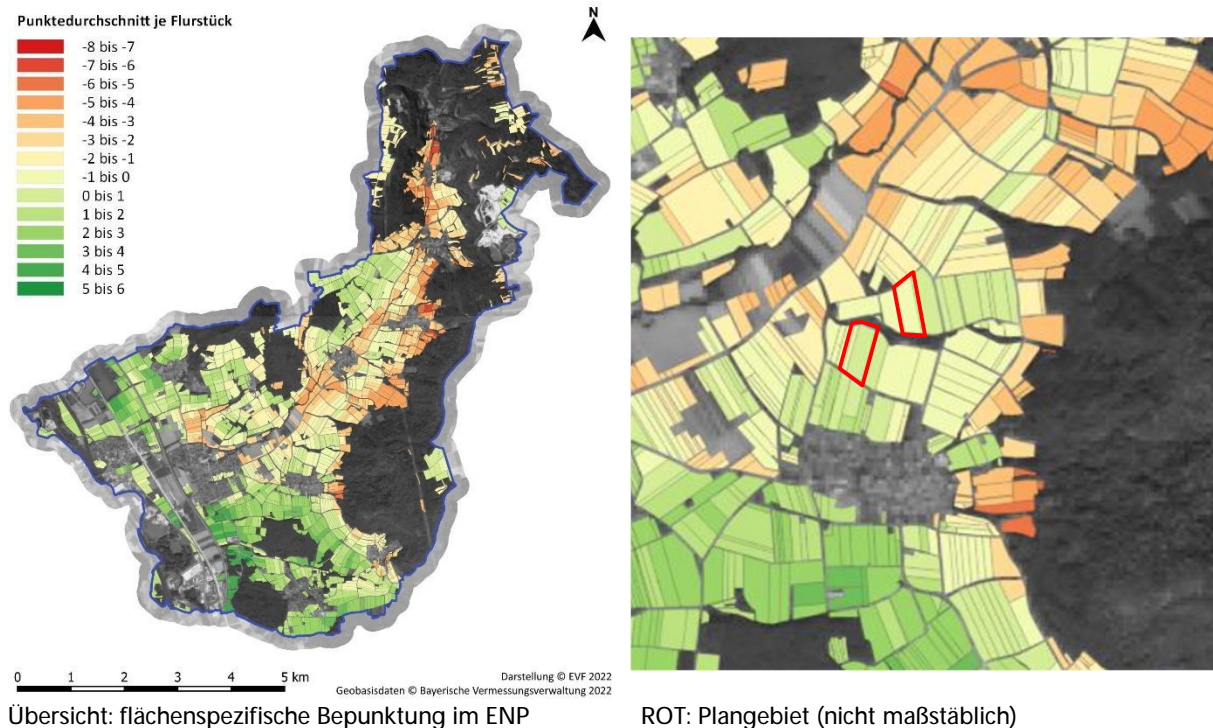 Punktedurchschnitt je Flurstück
-8 bis -7
-7 bis -6
-6 bis -5
-5 bis -4
-4 bis -3
-3 bis -2
-2 bis -1
-1 bis 0
0 bis 1
1 bis 2
2 bis 3
3 bis 4
4 bis 5
5 bis 6
N
0 1 2 3 4 5 km
Darstellung © EVF 2022
Geobasisdaten © Bayerische Vermessungsverwaltung 2022
Übersicht: flächenspezifische Bepunktung im ENP
ROT: Plangebiet (nicht maßstäblich)